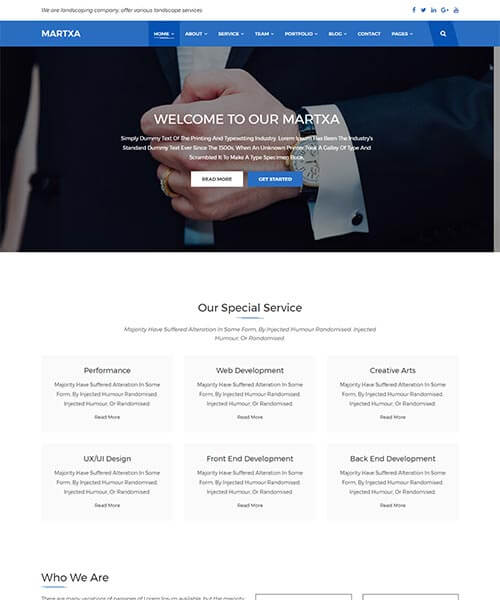 We are landscoping company, offer various landscape services
MARTXA
HOME ABOUT SERVICE TEAM PORTFOLIO BLOG CONTACT PAGES
WELCOME TO OUR MARTXA
Simply Dummy Text Of The Printing And Typesetting Industry. Lorem Ipsum Has Been The Industry's
Standard Dummy Text Ever Since The 1500s, When An Unknown Printer Took A Galley Of Type And
Scrambled It To Make A Type Specimen Book.
READ MORE GET STARTED
Our Special Service
Majority Have Suffered Alteration In Some Form, By Injected Humour Randomised. Injected
Humour, Or Randomised
Performance Web Development Creative Arts
Majority Have Suffered Alteration In Some Majority Have Suffered Alteration In Some Majority Have Suffered Alteration In Some
Form, By Injected Humour Randomised. Form, By Injected Humour Randomised. Form, By Injected Humour Randomised.
Injected Humour, Or Randomised Injected Humour, Or Randomised Injected Humour, Or Randomised
Read More Read More Read More
UX/UI Design Front End Development Back End Development
Majority Have Suffered Alteration In Some Majority Have Suffered Alteration In Some Majority Have Suffered Alteration In Some
Form, By Injected Humour Randomised. Form, By Injected Humour Randomised. Form, By Injected Humour Randomised.
Injected Humour, Or Randomised Injected Humour, Or Randomised Injected Humour, Or Randomised
Read More Read More Read More
Who We Are
There are many variations of passages of Lorem Ipsum available, but the majority